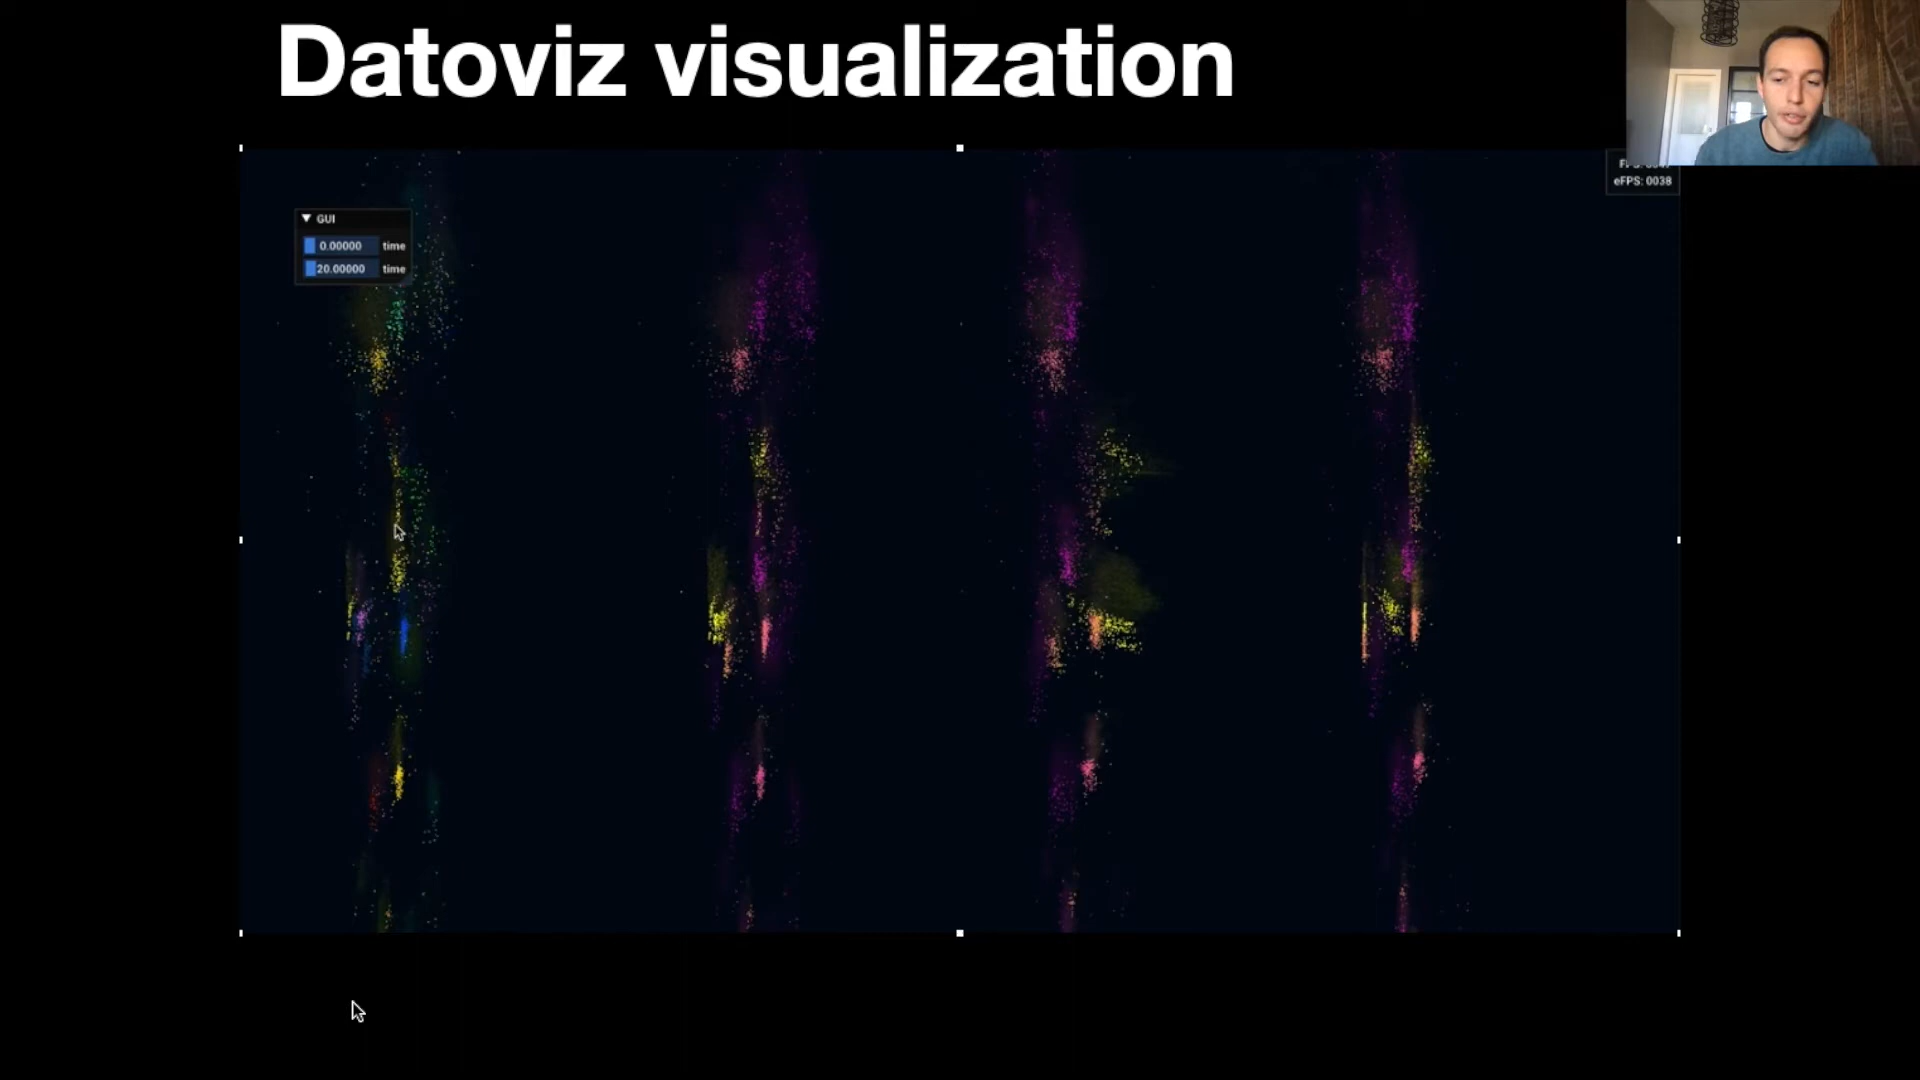 Datoviz visualization
eFPS: 0038
GUI
0.00000 time
20.00000 time